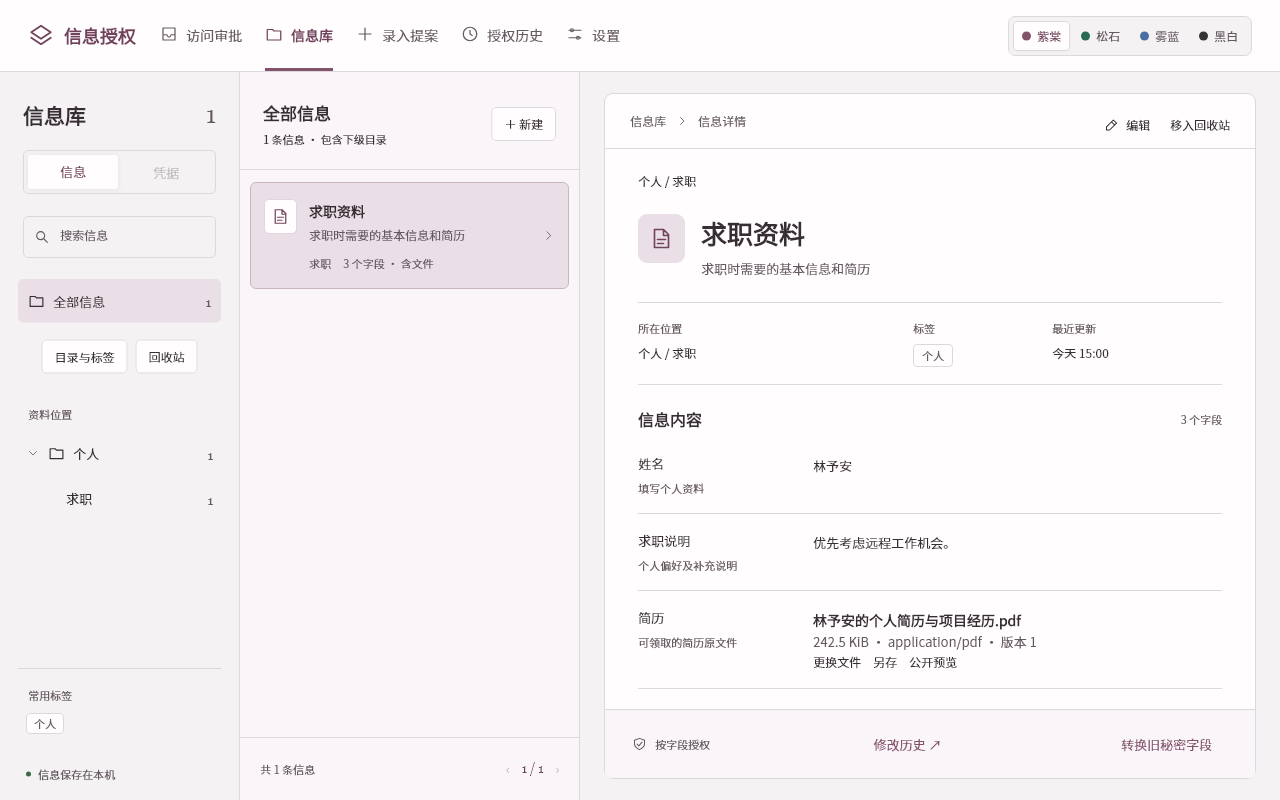 信息授权
访问审批
信息库
录入提案
授权历史
设置
紫棠
松石
雾蓝
黑白
信息库
1
信息
凭据
搜索信息
全部信息
1
目录与标签
回收站
资料位置
个人
1
求职
1
常用标签
个人
信息保存在本机
全部信息
1 条信息 · 包含下级目录
新建
求职资料
求职时需要的基本信息和简历
求职 3 个字段 · 含文件
共 1 条信息
‹ 1 / 1 ›
信息库
信息详情
编辑
移入回收站
个人 / 求职
求职资料
求职时需要的基本信息和简历
所在位置
个人 / 求职
标签
个人
最近更新
今天 15:00
信息内容
3 个字段
姓名
填写个人资料
林予安
求职说明
个人偏好及补充说明
优先考虑远程工作机会。
简历
可领取的简历原文件
林予安的个人简历与项目经历.pdf
242.5 KiB · application/pdf · 版本 1
更换文件 另存 公开预览
按字段授权
修改历史 ↗
转换旧秘密字段